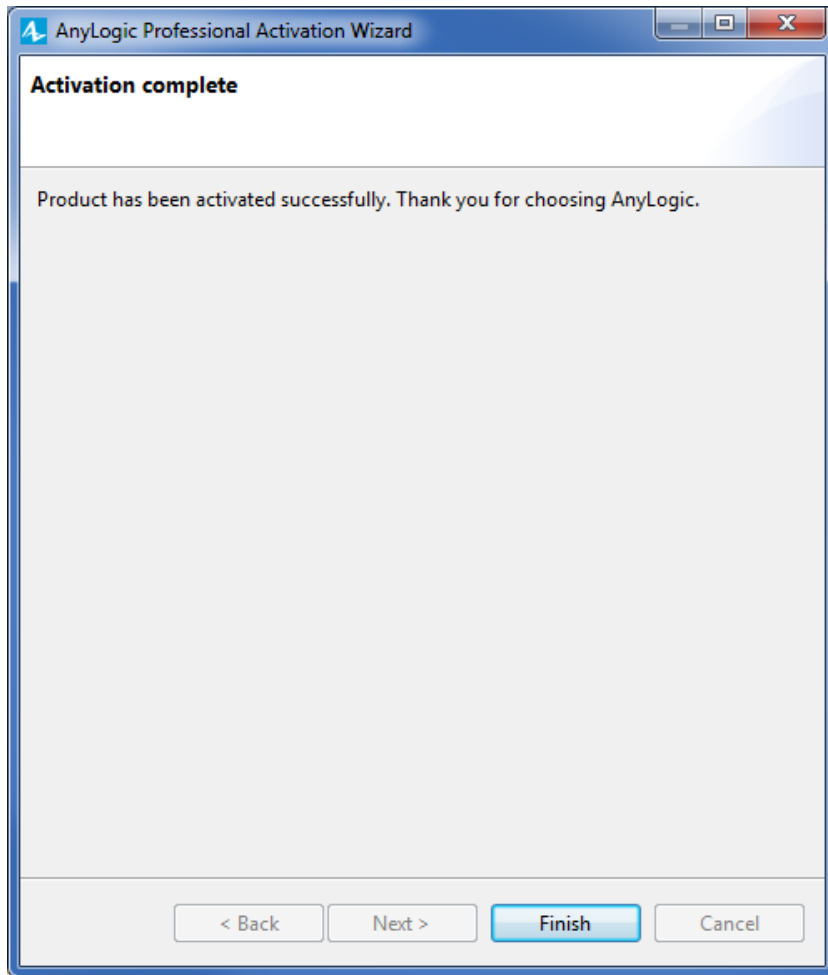 AnyLogic Professional Activation Wizard
Activation complete
Product has been activated successfully. Thank you for choosing AnyLogic.
< Back
Next >
Finish
Cancel